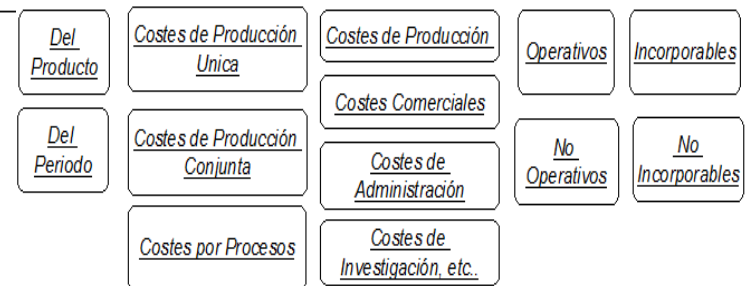 Del
Producto
Del
Periodo
Costes de Producción
Unica
Costes de Producción
Conjunta
Costes por Procesos
Costes de Producción
Costes Comerciales
Costes de
Administración
Costes de
Investigación, etc..
Operativos
No
Operativos
Incorporables
No
Incorporables